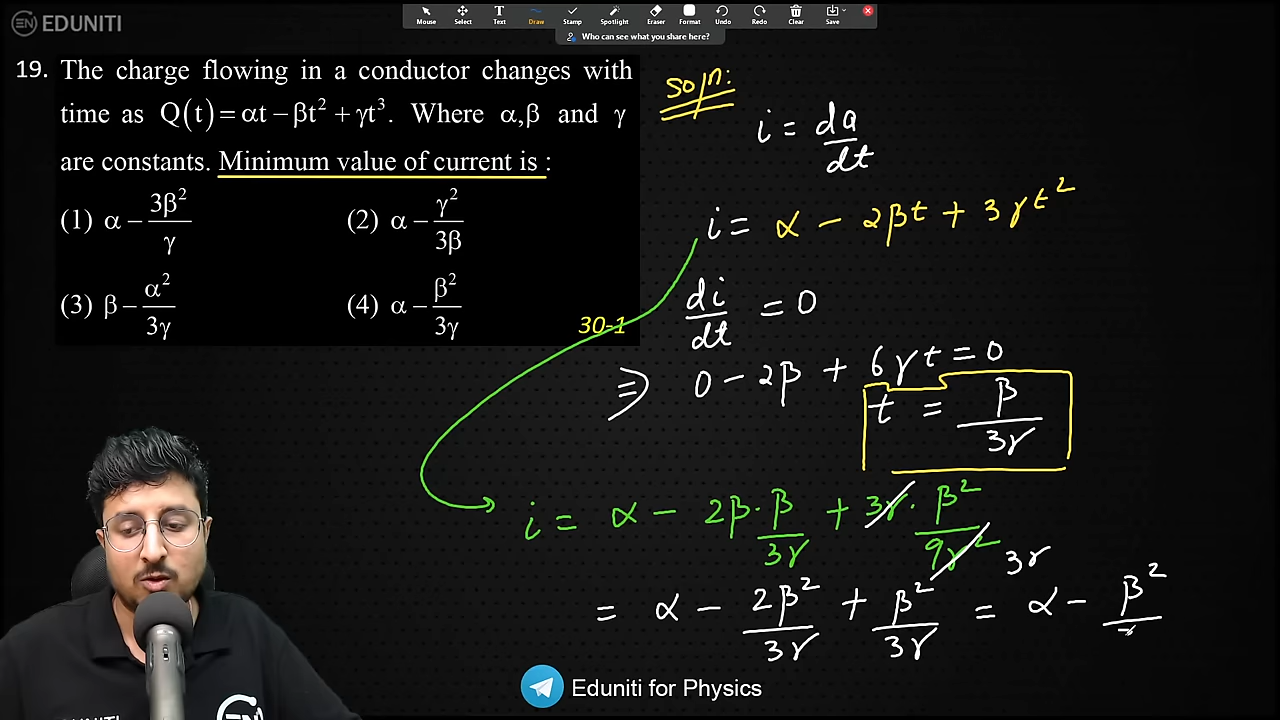 EDUNITI
Mouse Select Text Draw Stamp Spotlight Eraser Format Undo Redo Clear Save
Who can see what you share here?
19. The charge flowing in a conductor changes with
time as Q(t) = αt − βt² + γt³. Where α,β and γ
are constants. Minimum value of current is :
(1) α − 3β²/γ (2) α − γ²/3β
(3) β − α²/3γ (4) α − β²/3γ
30-1
Soln:
i = dQ/dt
i = α − 2βt + 3γt²
di/dt = 0
⇒ 0 − 2β + 6γt = 0
t = β/3γ
i = α − 2β·β/3γ + 3γ·β²/9γ²
3γ
= α − 2β²/3γ + β²/3γ = α − β²/
Eduniti for Physics
EDUNITI